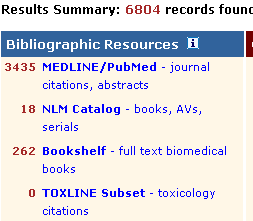 Results Summary: 6804 records found
Bibliographic Resources i
3435 MEDLINE/PubMed - journal
citations, abstracts
18 NLM Catalog - books, AVs,
serials
262 Bookshelf - full text biomedical
books
0 TOXLINE Subset - toxicology
citations